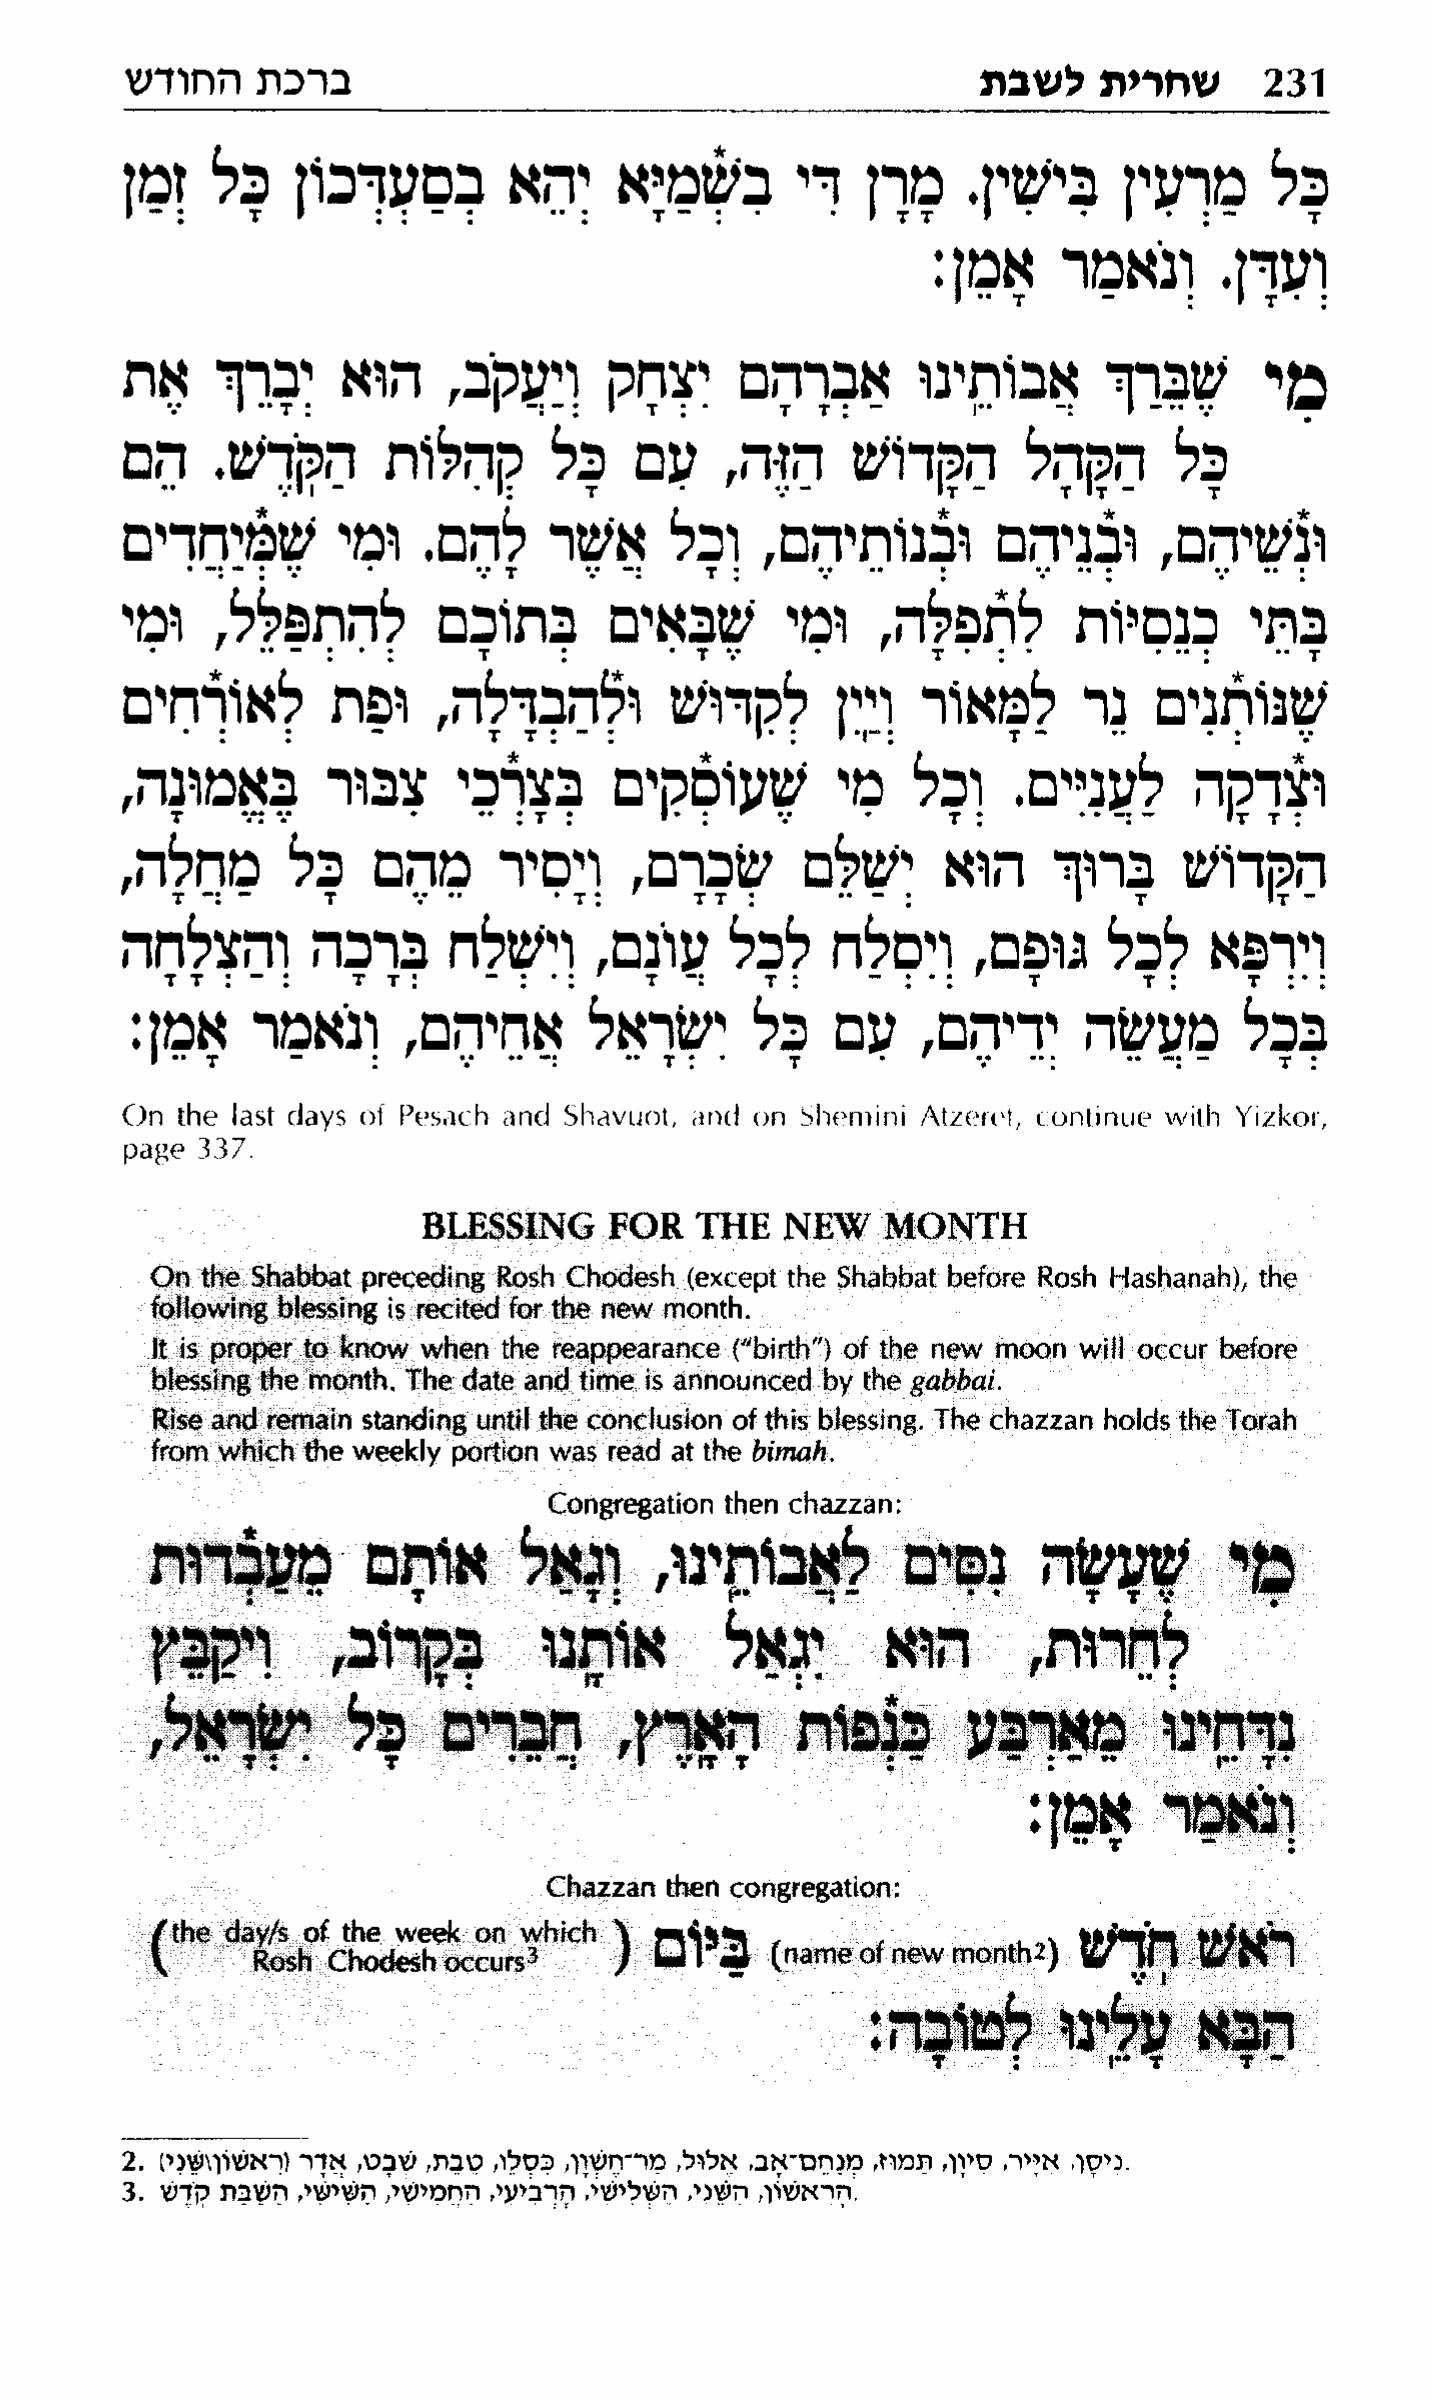 231 שחרית לשבת ברכת החודש
כָּל מַרְעִין בִּישִׁין. מָרָן דִּי בִשְׁמַיָּא יְהֵא בְסַעְדְּכוֹן כָּל זְמַן
וְעִדָּן. וְנֹאמַר אָמֵן:
מִי שֶׁבֵּרַךְ אֲבוֹתֵינוּ אַבְרָהָם יִצְחָק וְיַעֲקֹב, הוּא יְבָרֵךְ אֶת
כָּל הַקָּהָל הַקָּדוֹשׁ הַזֶּה, עִם כָּל קְהִלּוֹת הַקֹּדֶשׁ. הֵם
וּנְשֵׁיהֶם, וּבְנֵיהֶם וּבְנוֹתֵיהֶם, וְכָל אֲשֶׁר לָהֶם. וּמִי שֶׁמְּיַחֲדִים
בָּתֵּי כְנֵסִיּוֹת לִתְפִלָּה, וּמִי שֶׁבָּאִים בְּתוֹכָם לְהִתְפַּלֵּל, וּמִי
שֶׁנּוֹתְנִים נֵר לַמָּאוֹר וְיַיִן לְקִדּוּשׁ וּלְהַבְדָּלָה, וּפַת לְאוֹרְחִים
וּצְדָקָה לַעֲנִיִּים. וְכָל מִי שֶׁעוֹסְקִים בְּצָרְכֵי צִבּוּר בֶּאֱמוּנָה,
הַקָּדוֹשׁ בָּרוּךְ הוּא יְשַׁלֵּם שְׂכָרָם, וְיָסִיר מֵהֶם כָּל מַחֲלָה,
וְיִרְפָּא לְכָל גּוּפָם, וְיִסְלַח לְכָל עֲוֹנָם, וְיִשְׁלַח בְּרָכָה וְהַצְלָחָה
בְּכָל מַעֲשֵׂה יְדֵיהֶם, עִם כָּל יִשְׂרָאֵל אֲחֵיהֶם, וְנֹאמַר אָמֵן:
On the last days of Pesach and Shavuot, and on Shemini Atzeret, continue with Yizkor,
page 337.
BLESSING FOR THE NEW MONTH
On the Shabbat preceding Rosh Chodesh (except the Shabbat before Rosh Hashanah), the
following blessing is recited for the new month.
It is proper to know when the reappearance ("birth") of the new moon will occur before
blessing the month. The date and time is announced by the gabbai.
Rise and remain standing until the conclusion of this blessing. The chazzan holds the Torah
from which the weekly portion was read at the bimah.
Congregation then chazzan:
מִי שֶׁעָשָׂה נִסִּים לַאֲבוֹתֵינוּ, וְגָאַל אוֹתָם מֵעַבְדוּת
לְחֵרוּת, הוּא יִגְאַל אוֹתָנוּ בְּקָרוֹב, וִיקַבֵּץ
נִדָּחֵינוּ מֵאַרְבַּע כַּנְפוֹת הָאָרֶץ, חֲבֵרִים כָּל יִשְׂרָאֵל,
וְנֹאמַר אָמֵן:
Chazzan then congregation:
רֹאשׁ חֹדֶשׁ (name of new month2) בַּיּוֹם (the day/s of the week on which
Rosh Chodesh occurs3)
הַבָּא עָלֵינוּ לְטוֹבָה:
2. נִיסָן, אִיָּיר, סִיוָן, תַּמּוּז, מְנַחֵם־אָב, אֱלוּל, מַר־חֶשְׁוָן, כִּסְלֵו, טֵבֵת, שְׁבָט, אֲדָר (רִאשׁוֹן\שֵׁנִי).
3. הָרִאשׁוֹן, הַשֵּׁנִי, הַשְּׁלִישִׁי, הָרְבִיעִי, הַחֲמִישִׁי, הַשִּׁישִׁי, הַשַּׁבַּת קֹדֶשׁ.